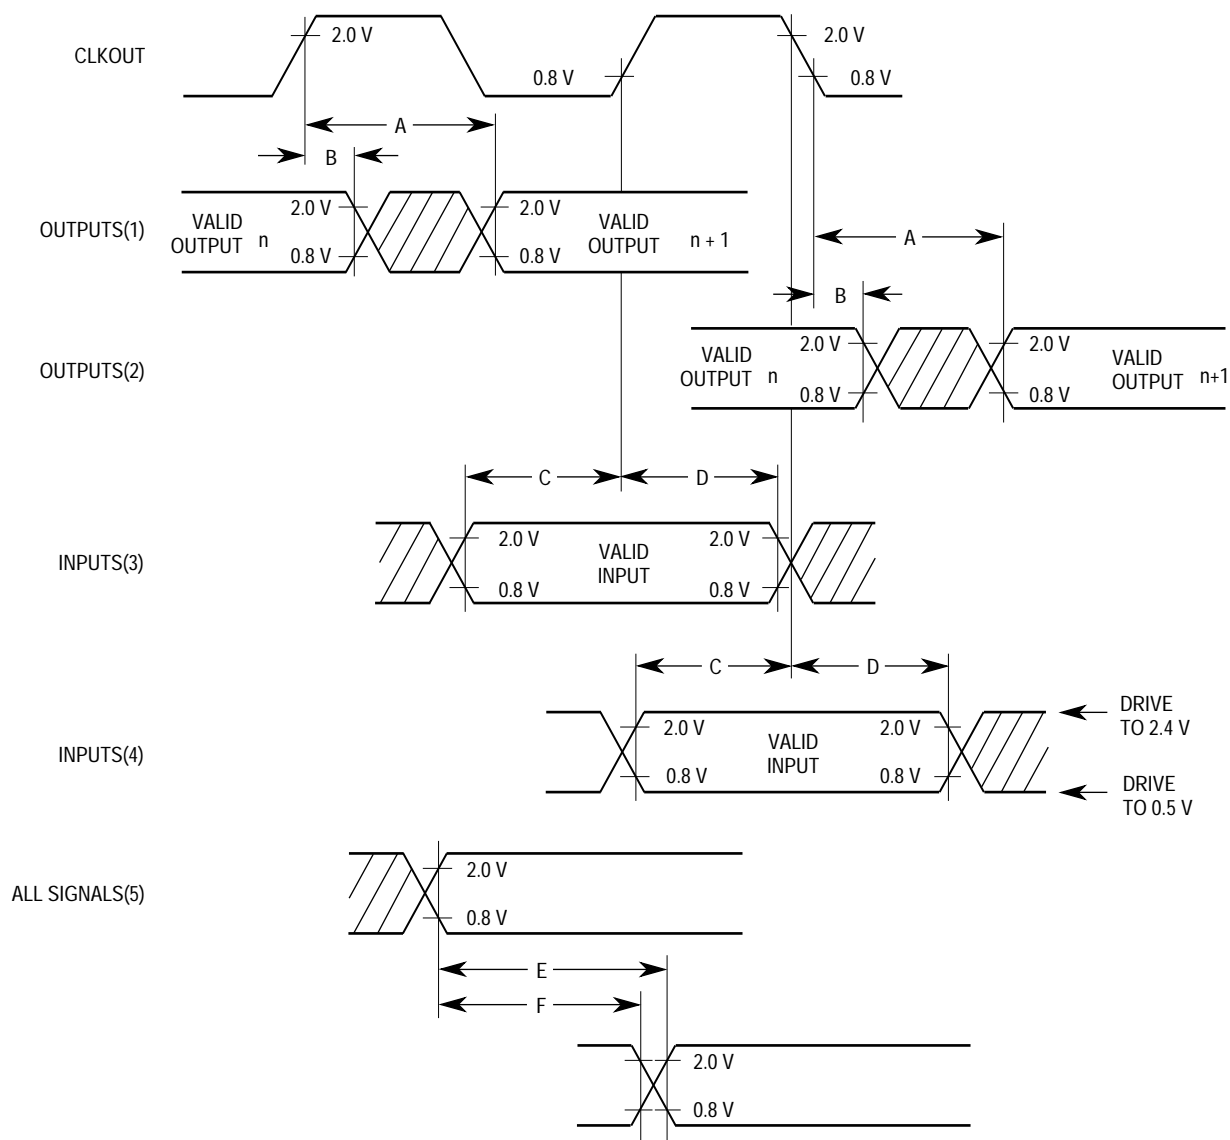 CLKOUT
2.0 V
0.8 V
2.0 V
0.8 V
A
B
OUTPUTS(1)
VALID
OUTPUT n
2.0 V
0.8 V
2.0 V
0.8 V
VALID
OUTPUT n + 1
A
B
OUTPUTS(2)
VALID
OUTPUT n
2.0 V
0.8 V
2.0 V
0.8 V
VALID
OUTPUT n+1
C
D
INPUTS(3)
2.0 V
0.8 V
VALID
INPUT
2.0 V
0.8 V
C
D
INPUTS(4)
2.0 V
0.8 V
VALID
INPUT
2.0 V
0.8 V
DRIVE
TO 2.4 V
DRIVE
TO 0.5 V
ALL SIGNALS(5)
2.0 V
0.8 V
E
F
2.0 V
0.8 V